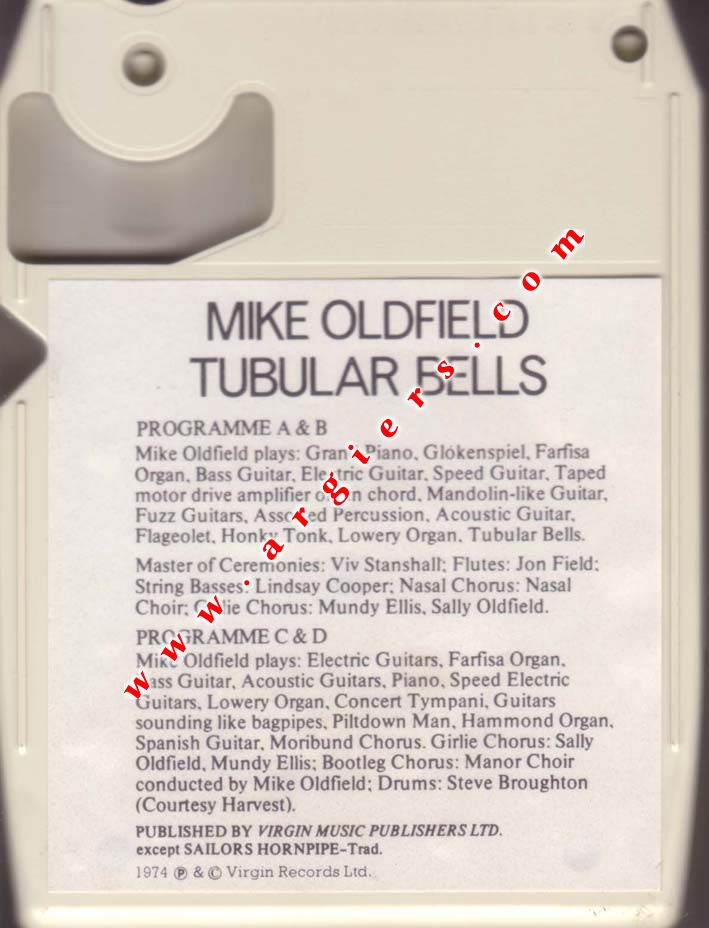 MIKE OLDFIELD
TUBULAR BELLS
PROGRAMME A & B
Mike Oldfield plays: Grand Piano, Glokenspiel, Farfisa
Organ, Bass Guitar, Electric Guitar, Speed Guitar, Taped
motor drive amplifier organ chord, Mandolin-like Guitar,
Fuzz Guitars, Assorted Percussion, Acoustic Guitar,
Flageolet, Honky Tonk, Lowery Organ, Tubular Bells.
Master of Ceremonies: Viv Stanshall; Flutes: Jon Field;
String Basses: Lindsay Cooper; Nasal Chorus: Nasal
Choir; Girlie Chorus: Mundy Ellis, Sally Oldfield.
PROGRAMME C & D
Mike Oldfield plays: Electric Guitars, Farfisa Organ,
Bass Guitar, Acoustic Guitars, Piano, Speed Electric
Guitars, Lowery Organ, Concert Tympani, Guitars
sounding like bagpipes, Piltdown Man, Hammond Organ,
Spanish Guitar, Moribund Chorus. Girlie Chorus: Sally
Oldfield, Mundy Ellis; Bootleg Chorus: Manor Choir
conducted by Mike Oldfield; Drums: Steve Broughton
(Courtesy Harvest).
PUBLISHED BY VIRGIN MUSIC PUBLISHERS LTD.
except SAILORS HORNPIPE-Trad.
1974 ℗ & © Virgin Records Ltd.
www.argiers.com